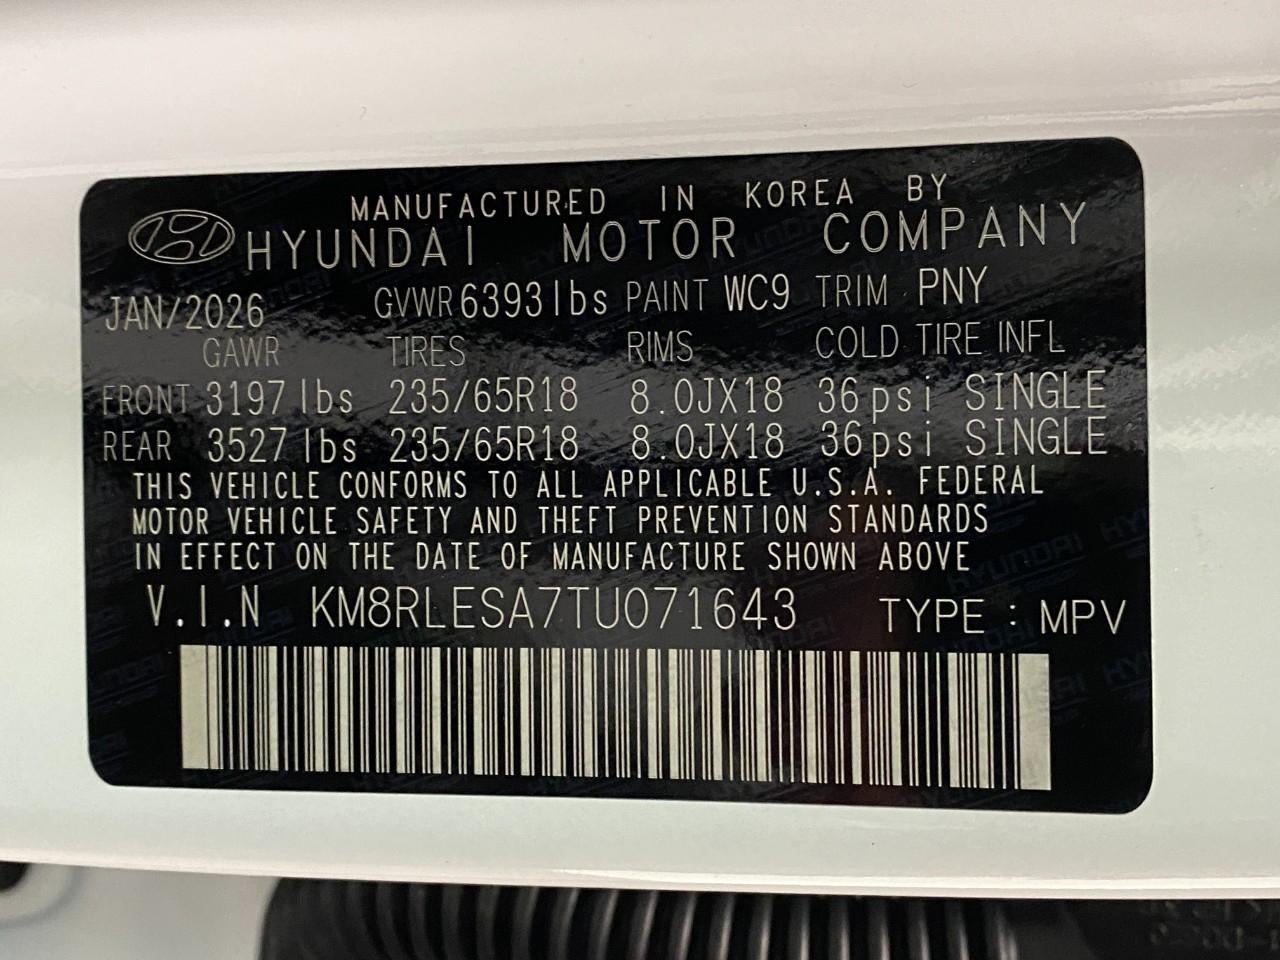 MANUFACTURED IN KOREA BY
HYUNDAI MOTOR COMPANY
JAN/2026 GVWR 6393 lbs PAINT WC9 TRIM PNY
GAWR TIRES RIMS COLD TIRE INFL
FRONT 3197 lbs 235/65R18 8.0JX18 36psi SINGLE
REAR 3527 lbs 235/65R18 8.0JX18 36psi SINGLE
THIS VEHICLE CONFORMS TO ALL APPLICABLE U.S.A. FEDERAL
MOTOR VEHICLE SAFETY AND THEFT PREVENTION STANDARDS
IN EFFECT ON THE DATE OF MANUFACTURE SHOWN ABOVE
V.I.N KM8RLESA7TU071643 TYPE : MPV